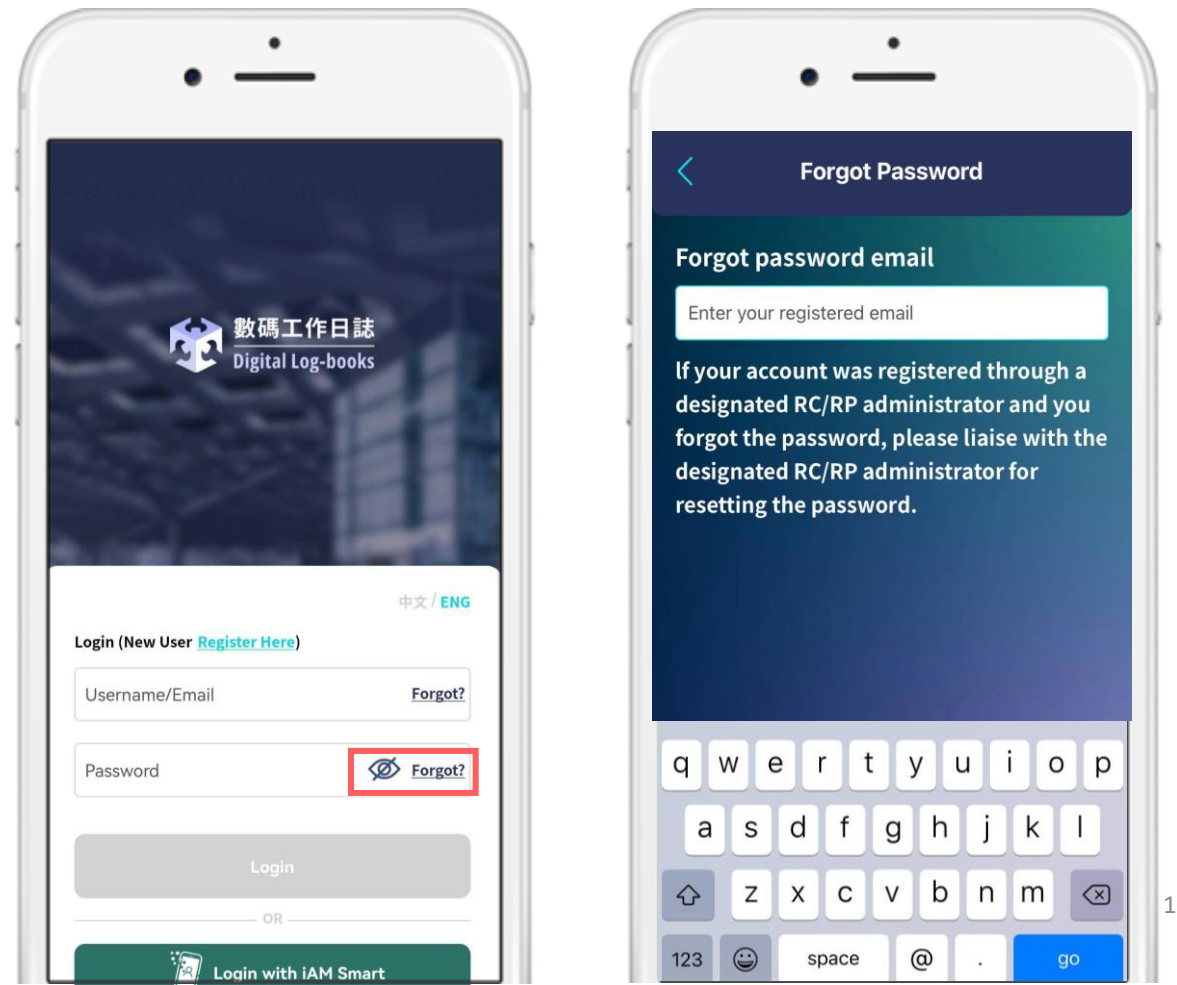 數碼工作日誌
Digital Log-books
中文 / ENG
Login (New User Register Here)
Username/Email Forgot?
Password Forgot?
Login
OR
Login with iAM Smart
Forgot Password
Forgot password email
Enter your registered email
If your account was registered through a
designated RC/RP administrator and you
forgot the password, please liaise with the
designated RC/RP administrator for
resetting the password.
q w e r t y u i o p
a s d f g h j k l
z x c v b n m
123 space @ . go
1